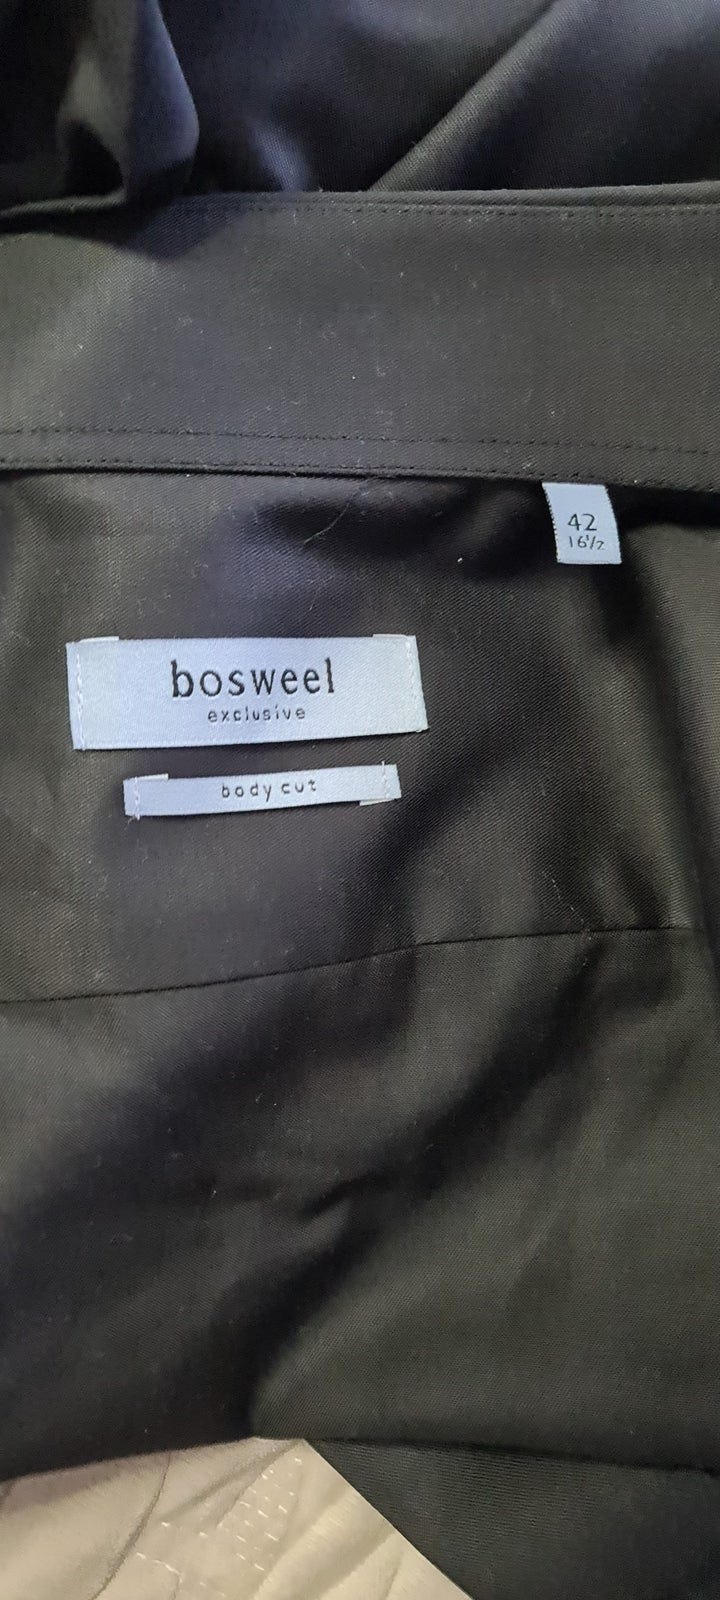 42
16½
bosweel
exclusive
body cut